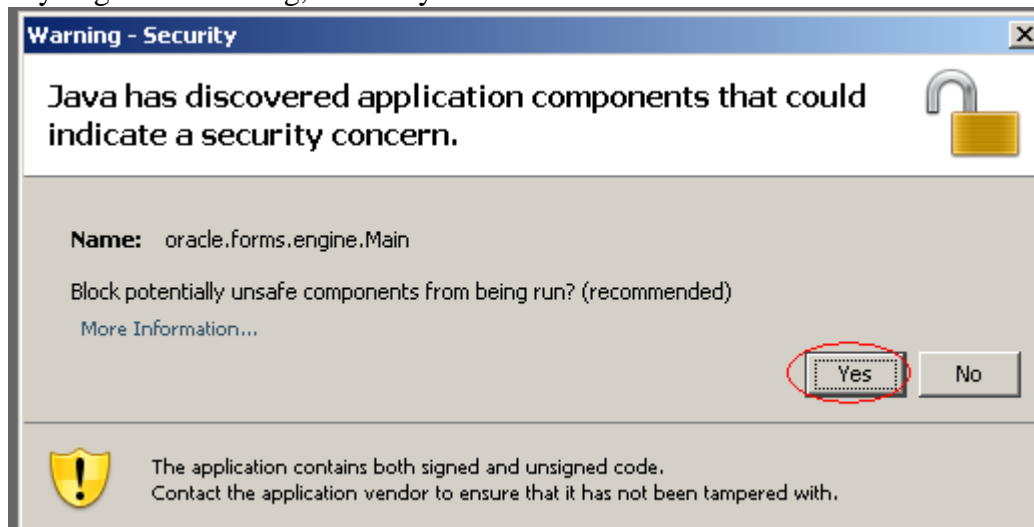 Warning - Security
Java has discovered application components that could
indicate a security concern.
Name: oracle.forms.engine.Main
Block potentially unsafe components from being run? (recommended)
More Information...
Yes No
The application contains both signed and unsigned code.
Contact the application vendor to ensure that it has not been tampered with.